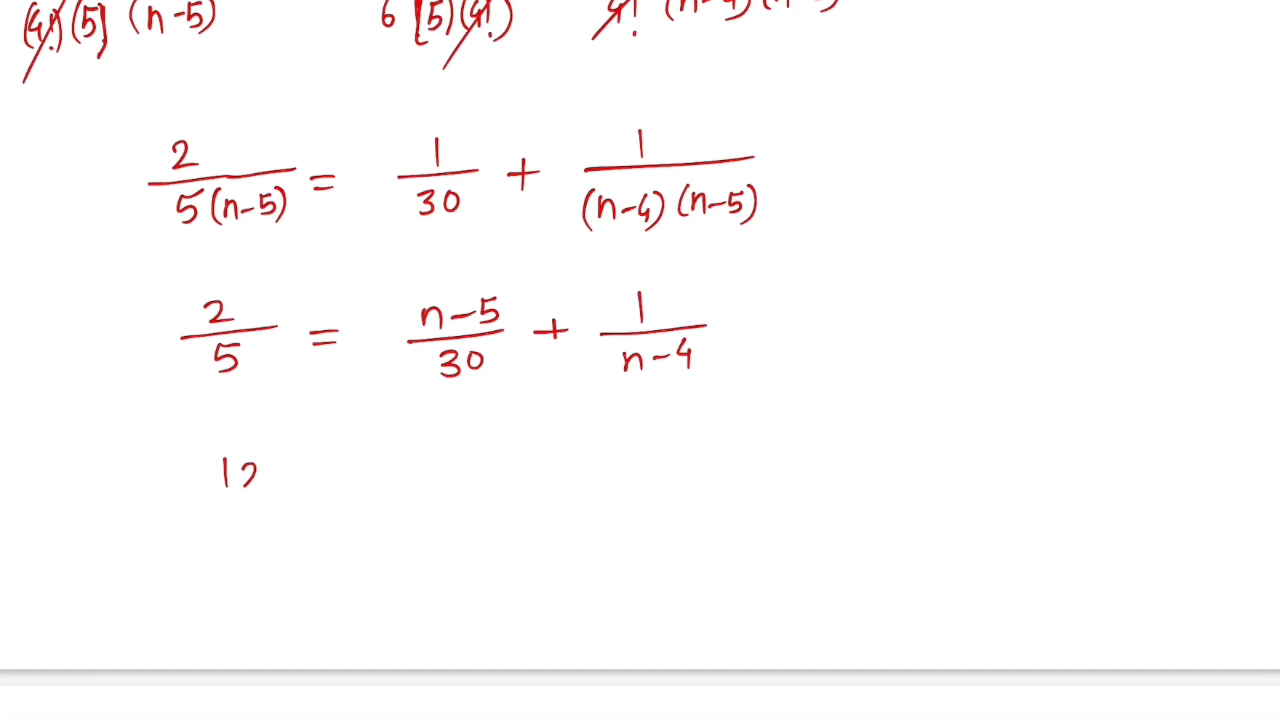 (4!)(5) (n-5) 6 [5)(4!)
2/5(n-5) = 1/30 + 1/(n-4)(n-5)
2/5 = n-5/30 + 1/n-4
12